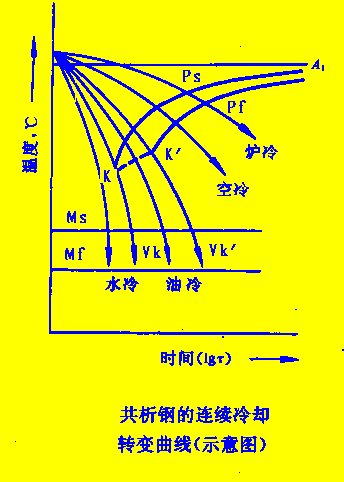 A₁
Ps
Pf
炉冷
K′
K
空冷
温度,℃
Ms
Mf
Vk
Vk′
水冷
油冷
时间(lgτ)
共析钢的连续冷却
转变曲线(示意图)